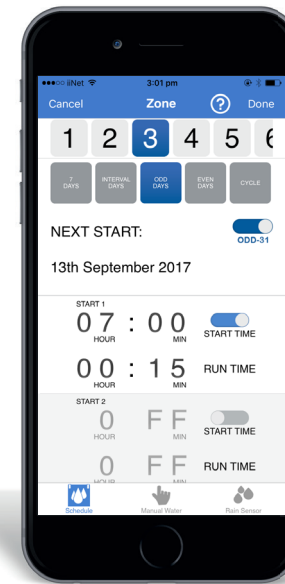 iiNet 3:01 pm
Cancel Zone ? Done
1 2 3 4 5 6
7 DAYS INTERVAL DAYS ODD DAYS EVEN DAYS CYCLE
NEXT START:
ODD-31
13th September 2017
START 1
07 : 00
HOUR MIN START TIME
00 : 15 RUN TIME
HOUR MIN
START 2
0 FF
HOUR MIN START TIME
0 FF RUN TIME
HOUR MIN
Schedule Manual Water Rain Sensor